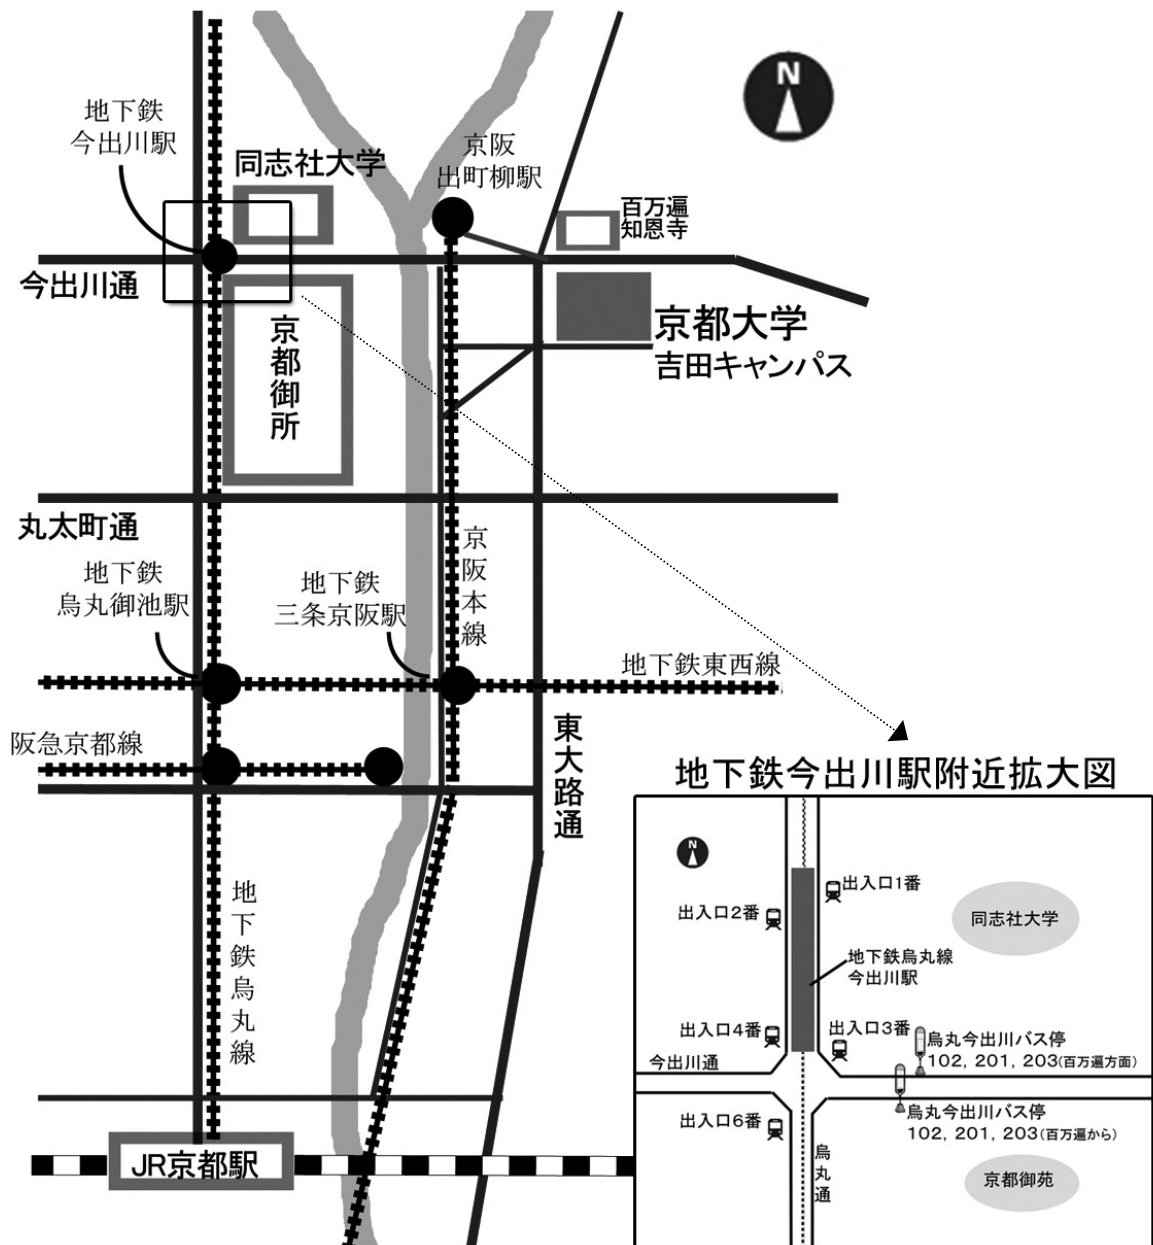 N
地下鉄
今出川駅
同志社大学
京阪
出町柳駅
百万遍
知恩寺
今出川通
京都大学
吉田キャンパス
京都御所
丸太町通
地下鉄
烏丸御池駅
地下鉄
三条京阪駅
京阪本線
地下鉄東西線
阪急京都線
東大路通
地下鉄烏丸線
JR京都駅
地下鉄今出川駅附近拡大図
N
出入口1番
出入口2番
同志社大学
地下鉄烏丸線
今出川駅
出入口4番
出入口3番
烏丸今出川バス停
102, 201, 203(百万遍方面)
今出川通
烏丸今出川バス停
102, 201, 203(百万遍から)
出入口6番
烏丸通
京都御苑